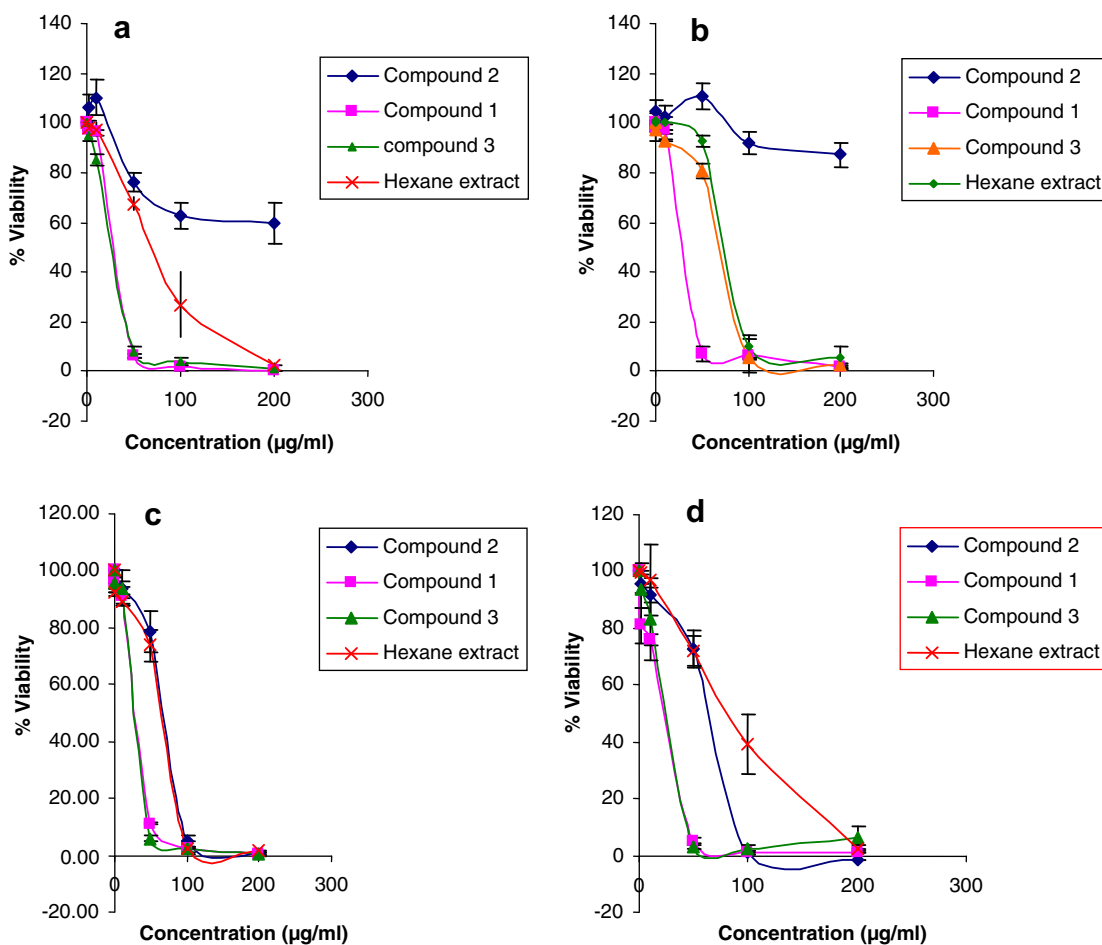 a
140
120
100
80
60
40
20
0
-20
% Viability
0 100 200 300
Concentration (µg/ml)
Compound 2
Compound 1
compound 3
Hexane extract
b
140
120
100
80
60
40
20
0
-20
% Viability
0 100 200 300
Concentration (µg/ml)
Compound 2
Compound 1
Compound 3
Hexane extract
c
120.00
100.00
80.00
60.00
40.00
20.00
0.00
-20.00
% Viability
0 100 200 300
Concentration (µg/ml)
Compound 2
Compound 1
Compound 3
Hexane extract
d
120
100
80
60
40
20
0
-20
% Viability
0 100 200 300
Concentration (µg/ml)
Compound 2
Compound 1
Compound 3
Hexane extract